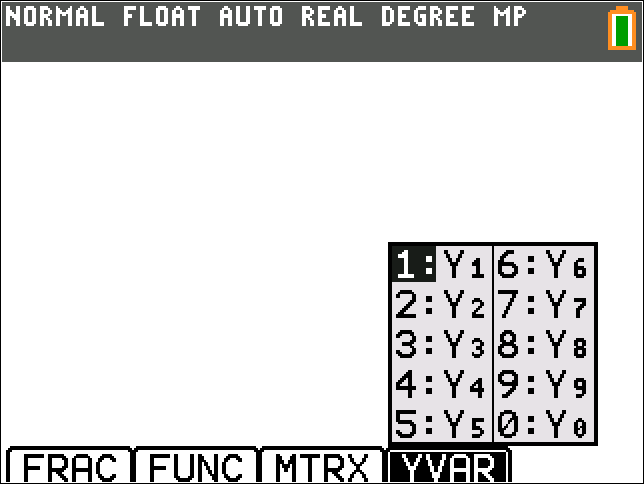 NORMAL FLOAT AUTO REAL DEGREE MP
1:Y1 6:Y6
2:Y2 7:Y7
3:Y3 8:Y8
4:Y4 9:Y9
5:Y5 0:Y0
FRAC FUNC MTRX YVAR